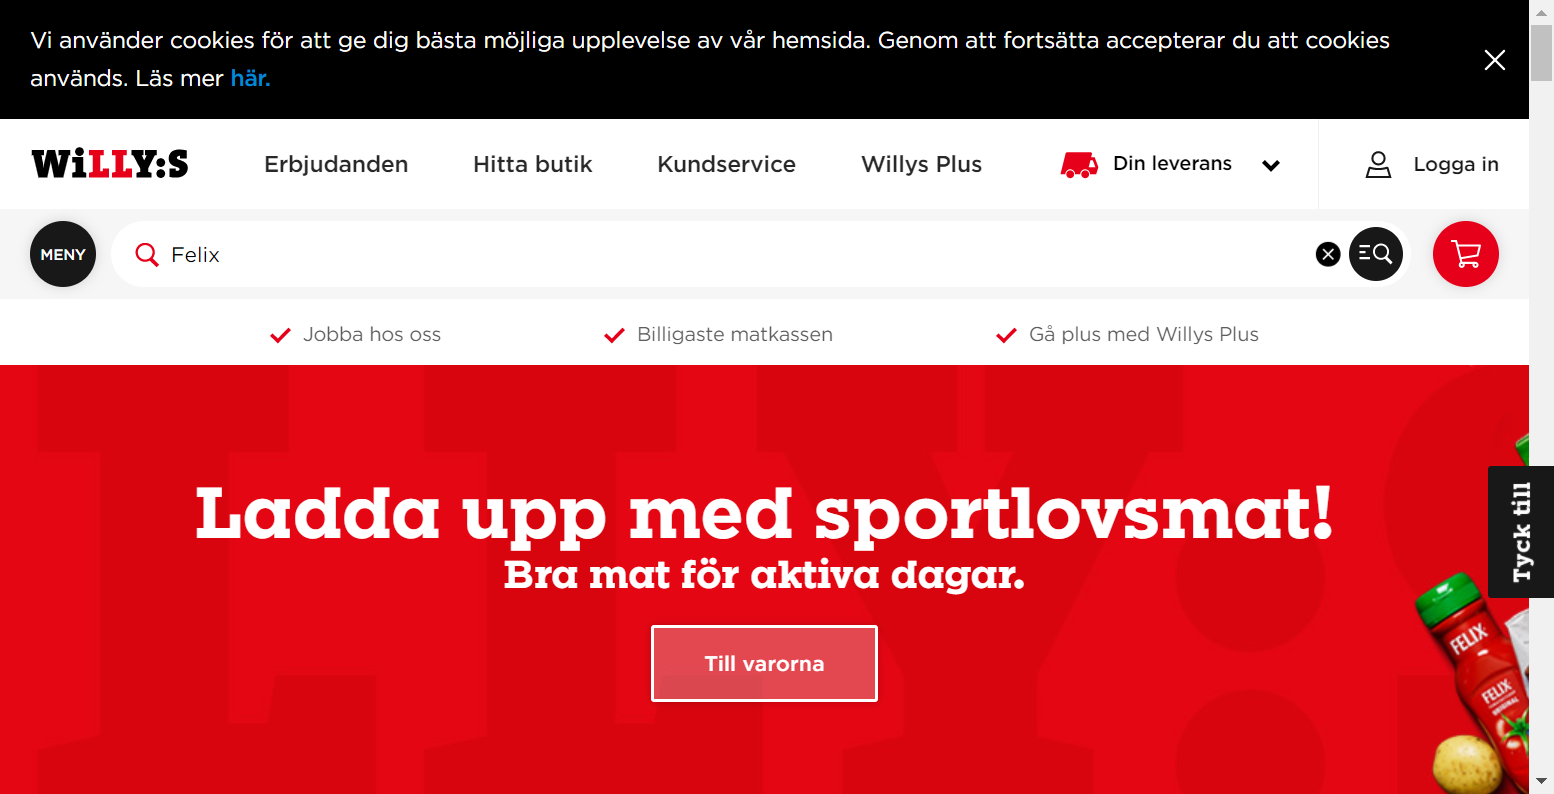 Vi använder cookies för att ge dig bästa möjliga upplevelse av vår hemsida. Genom att fortsätta accepterar du att cookies
används. Läs mer här.
WiLLY:S
Erbjudanden
Hitta butik
Kundservice
Willys Plus
Din leverans
Logga in
MENY
Felix
Jobba hos oss
Billigaste matkassen
Gå plus med Willys Plus
Ladda upp med sportlovsmat!
Bra mat för aktiva dagar.
Till varorna
Tyck till
FELIX
FELIX
ORIGINAL